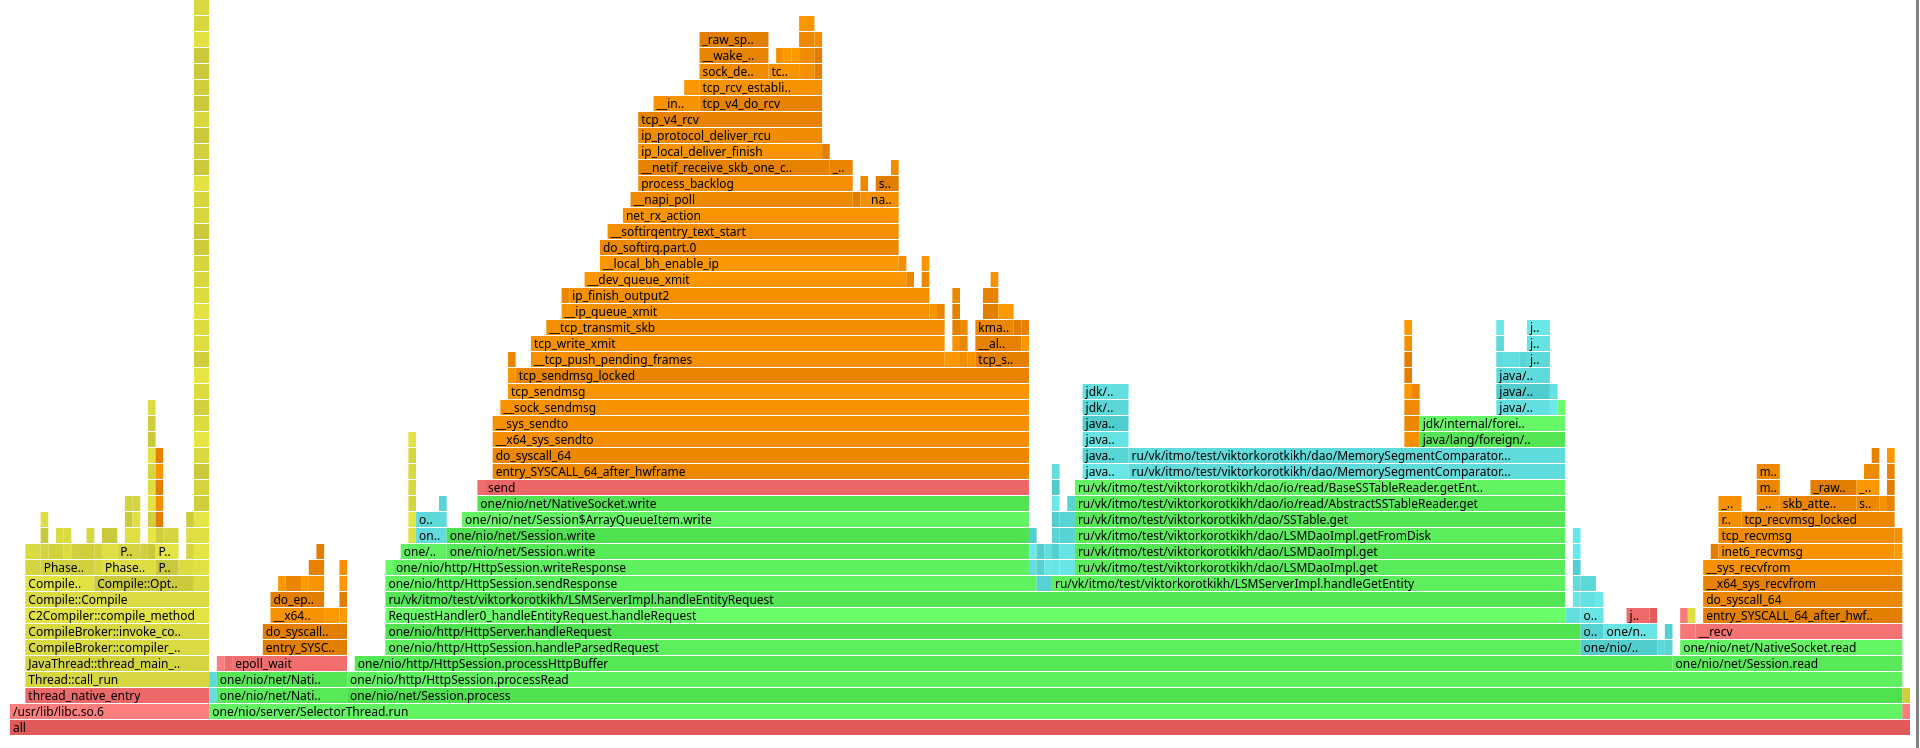 _raw_sp..
__wake_..
sock_de.. tc..
tcp_rcv_establi..
__in.. tcp_v4_do_rcv
tcp_v4_rcv
ip_protocol_deliver_rcu
ip_local_deliver_finish
__netif_receive_skb_one_c.. _..
process_backlog s..
__napi_poll na..
net_rx_action
__softirqentry_text_start
do_softirq.part.0
__local_bh_enable_ip
__dev_queue_xmit
ip_finish_output2
__ip_queue_xmit
__tcp_transmit_skb kma.. j..
tcp_write_xmit __al.. j..
__tcp_push_pending_frames tcp_s.. j..
tcp_sendmsg_locked java/..
tcp_sendmsg jdk/.. java/..
__sock_sendmsg jdk/.. java/..
__sys_sendto java.. jdk/internal/forei..
__x64_sys_sendto java.. java/lang/foreign/..
do_syscall_64 java.. ru/vk/itmo/test/viktorkorotkikh/dao/MemorySegmentComparator...
entry_SYSCALL_64_after_hwframe java.. ru/vk/itmo/test/viktorkorotkikh/dao/MemorySegmentComparator... m..
send ru/vk/itmo/test/viktorkorotkikh/dao/io/read/BaseSSTableReader.getEnt.. m.. _raw.. _..
one/nio/net/NativeSocket.write ru/vk/itmo/test/viktorkorotkikh/dao/io/read/AbstractSSTableReader.get _.. _.. skb_atte.. s..
o.. one/nio/net/Session$ArrayQueueItem.write ru/vk/itmo/test/viktorkorotkikh/dao/SSTable.get r.. tcp_recvmsg_locked
on.. one/nio/net/Session.write ru/vk/itmo/test/viktorkorotkikh/dao/LSMDaoImpl.getFromDisk tcp_recvmsg
P.. P.. one/.. one/nio/net/Session.write ru/vk/itmo/test/viktorkorotkikh/dao/LSMDaoImpl.get inet6_recvmsg
Phase.. Phase.. P.. one/nio/http/HttpSession.writeResponse ru/vk/itmo/test/viktorkorotkikh/dao/LSMDaoImpl.get __sys_recvfrom
Compile.. Compile::Opt.. one/nio/http/HttpSession.sendResponse ru/vk/itmo/test/viktorkorotkikh/LSMServerImpl.handleGetEntity __x64_sys_recvfrom
Compile::Compile do_ep.. ru/vk/itmo/test/viktorkorotkikh/LSMServerImpl.handleEntityRequest do_syscall_64
C2Compiler::compile_method __x64.. RequestHandler0_handleEntityRequest.handleRequest o.. j.. entry_SYSCALL_64_after_hwf..
CompileBroker::invoke_co.. do_syscall.. one/nio/http/HttpServer.handleRequest o.. one/n.. __recv
CompileBroker::compiler_.. entry_SYSC.. one/nio/http/HttpSession.handleParsedRequest one/nio/.. one/nio/net/NativeSocket.read
JavaThread::thread_main_.. epoll_wait one/nio/http/HttpSession.processHttpBuffer one/nio/net/Session.read
Thread::call_run one/nio/net/Nati.. one/nio/http/HttpSession.processRead
thread_native_entry one/nio/net/Nati.. one/nio/net/Session.process
/usr/lib/libc.so.6 one/nio/server/SelectorThread.run
all